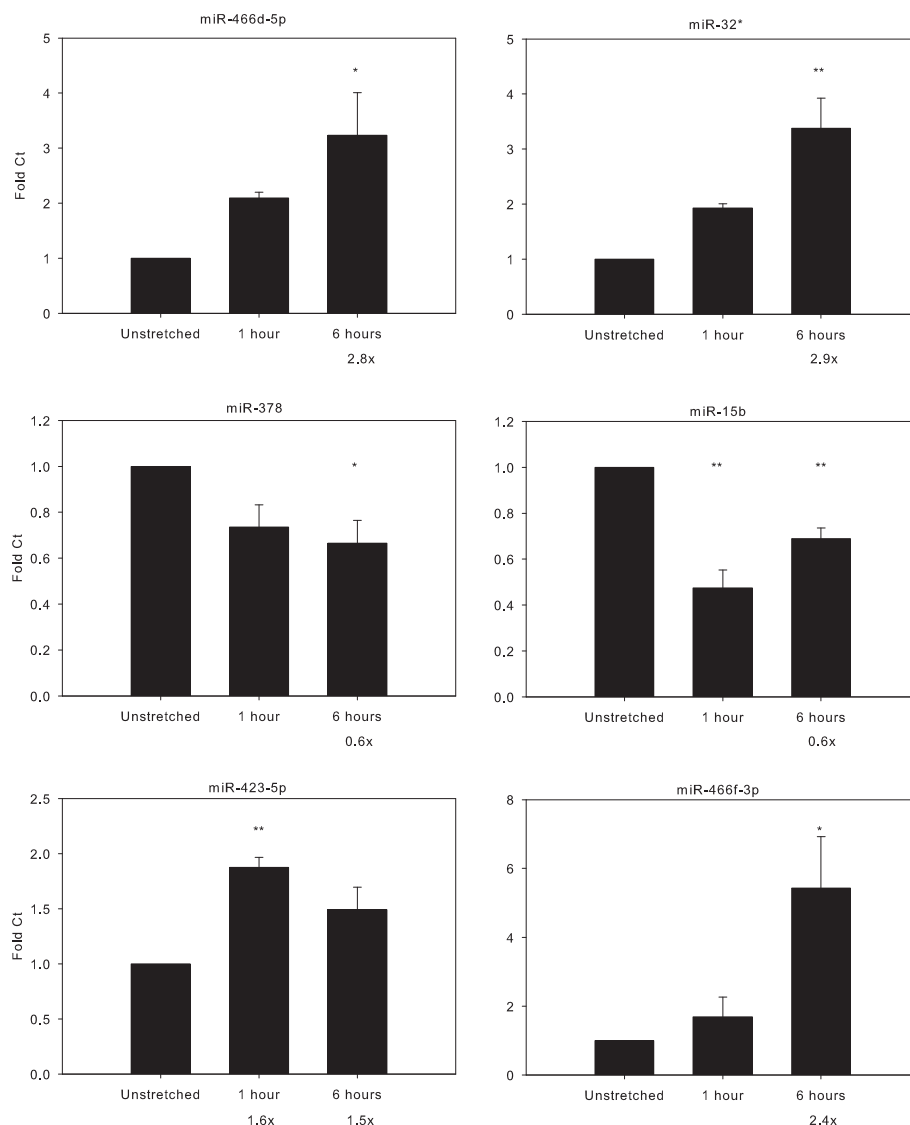 miR-466d-5p
5
4
3
2
1
0
Fold Ct
*
Unstretched 1 hour 6 hours
2.8x
miR-32*
5
4
3
2
1
0
**
Unstretched 1 hour 6 hours
2.9x
miR-378
1.2
1.0
0.8
0.6
0.4
0.2
0.0
Fold Ct
*
Unstretched 1 hour 6 hours
0.6x
miR-15b
1.2
1.0
0.8
0.6
0.4
0.2
0.0
** **
Unstretched 1 hour 6 hours
0.6x
miR-423-5p
2.5
2.0
1.5
1.0
0.5
0.0
Fold Ct
**
Unstretched 1 hour 6 hours
1.6x 1.5x
miR-466f-3p
8
6
4
2
0
*
Unstretched 1 hour 6 hours
2.4x